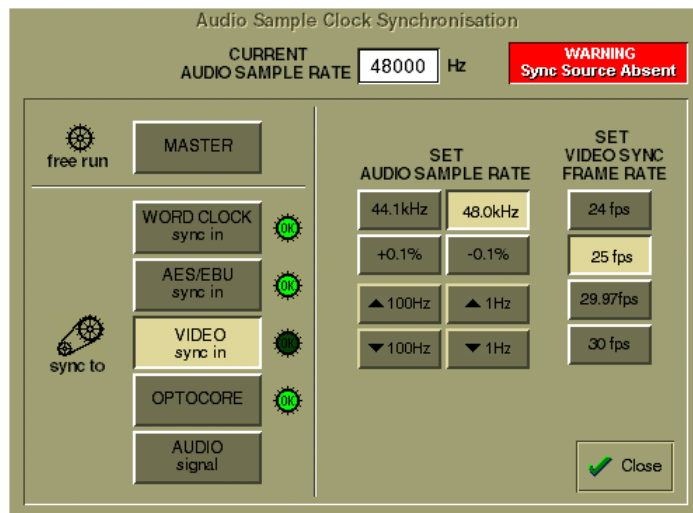 Audio Sample Clock Synchronisation
CURRENT
AUDIO SAMPLE RATE 48000 Hz
WARNING
Sync Source Absent
free run
MASTER
WORD CLOCK
sync in
OK
AES/EBU
sync in
OK
sync to
VIDEO
sync in
OK
OPTOCORE
OK
AUDIO
signal
SET
AUDIO SAMPLE RATE
44.1kHz
48.0kHz
+0.1%
-0.1%
▲100Hz
▲ 1Hz
▼100Hz
▼ 1Hz
SET
VIDEO SYNC
FRAME RATE
24 fps
25 fps
29.97fps
30 fps
Close